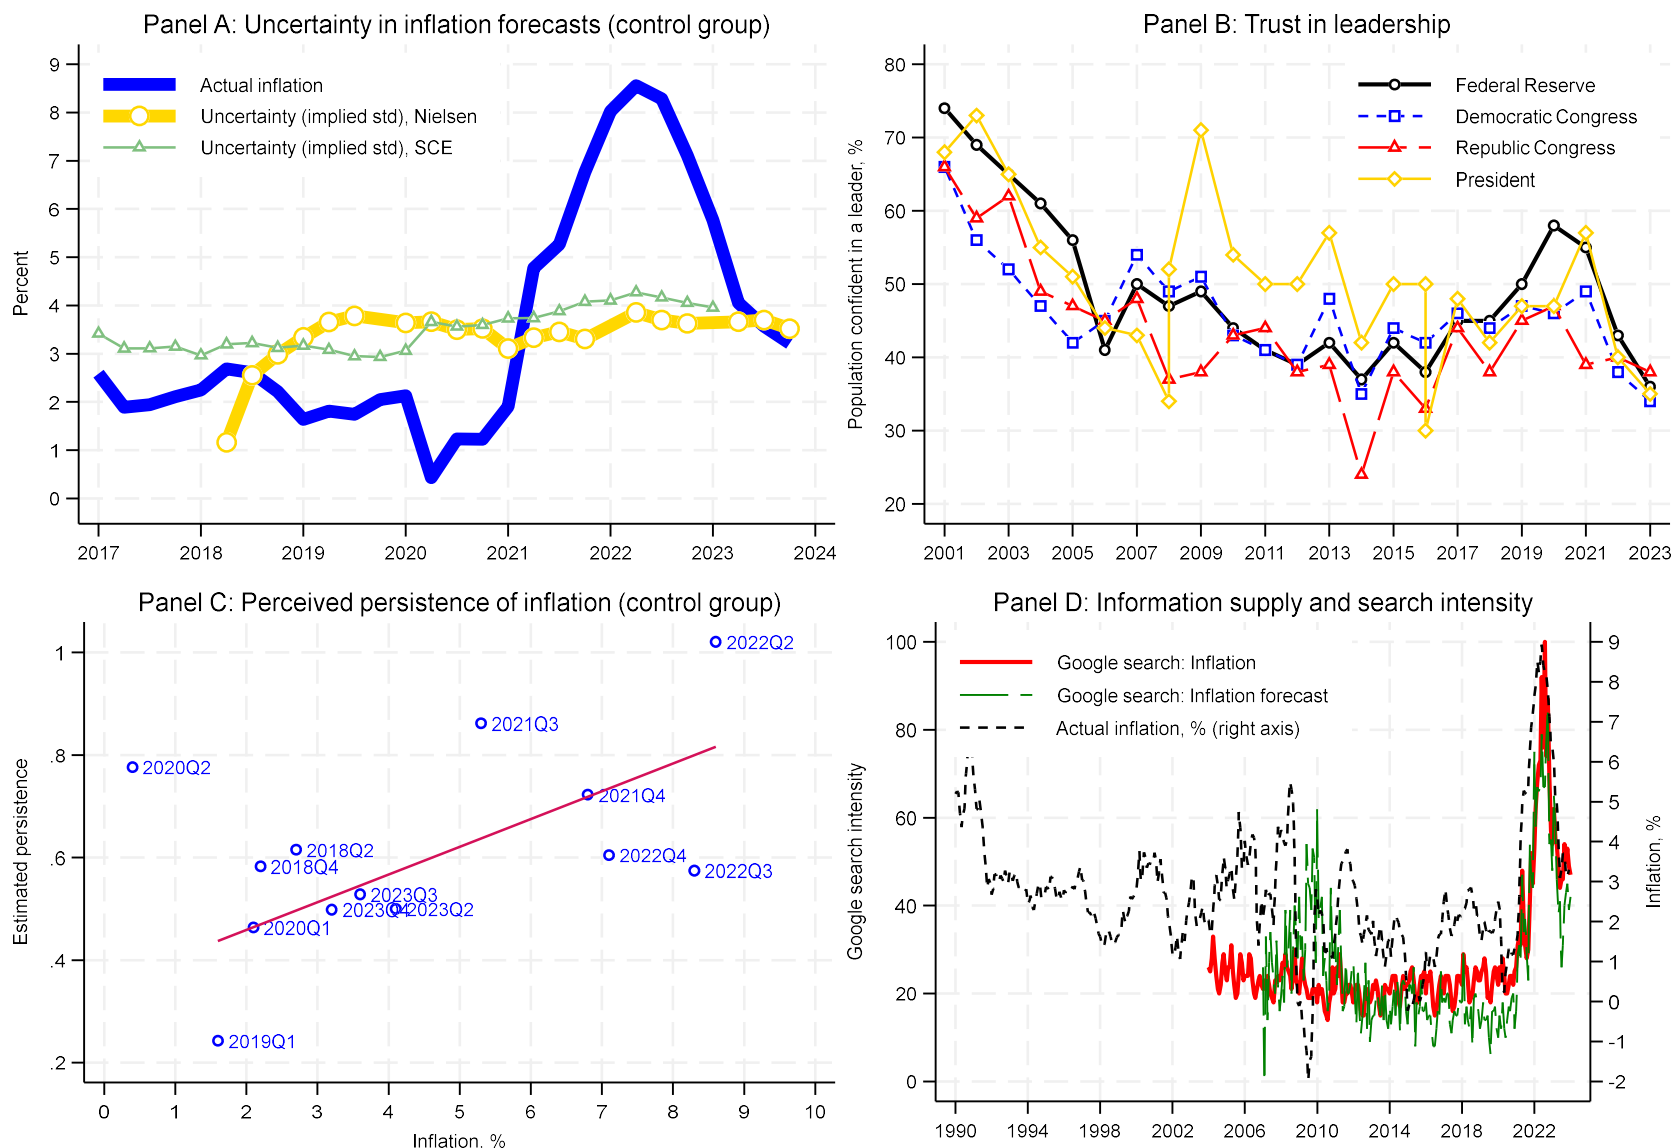 Panel A: Uncertainty in inflation forecasts (control group)
Percent
9
8
7
6
5
4
3
2
1
0
Actual inflation
Uncertainty (implied std), Nielsen
Uncertainty (implied std), SCE
2017 2018 2019 2020 2021 2022 2023 2024
Panel B: Trust in leadership
Population confident in a leader, %
80
70
60
50
40
30
20
Federal Reserve
Democratic Congress
Republic Congress
President
2001 2003 2005 2007 2009 2011 2013 2015 2017 2019 2021 2023
Panel C: Perceived persistence of inflation (control group)
Estimated persistence
1
.8
.6
.4
.2
2022Q2
2021Q3
2020Q2
2021Q4
2018Q2
2022Q4
2018Q4
2022Q3
2023Q3
2023Q4
2023Q2
2020Q1
2019Q1
0 1 2 3 4 5 6 7 8 9 10
Inflation, %
Panel D: Information supply and search intensity
Google search intensity
100
80
60
40
20
0
Google search: Inflation
Google search: Inflation forecast
Actual inflation, % (right axis)
9
8
7
6
5
4
3
2
1
0
-1
-2
Inflation, %
1990 1994 1998 2002 2006 2010 2014 2018 2022